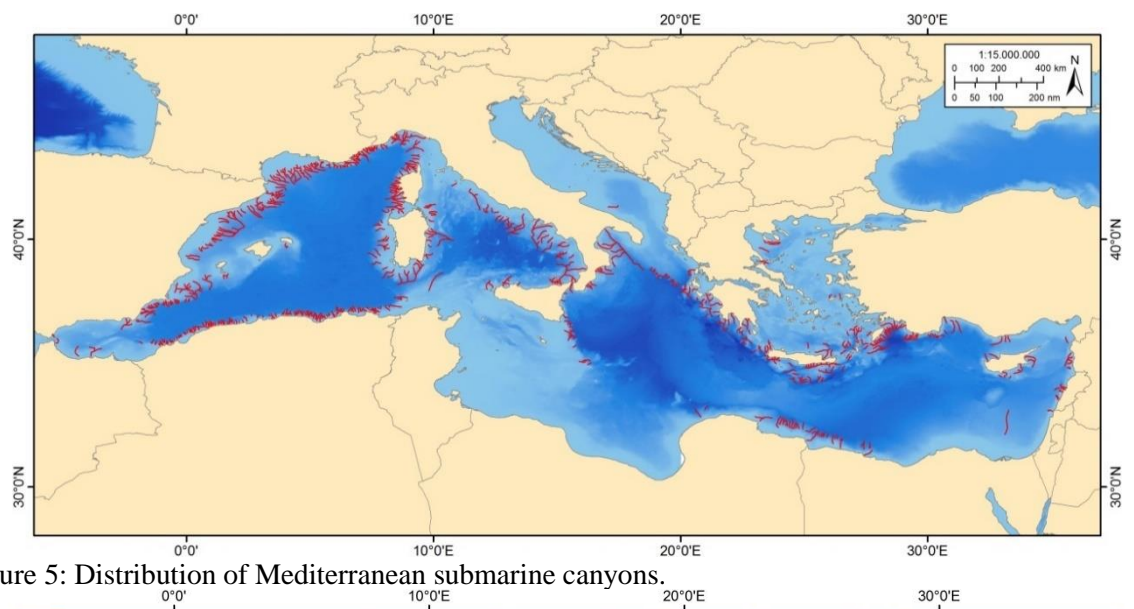 0°0' 10°0'E 20°0'E 30°0'E
1:15.000.000
N
0 100 200 400 km
0 50 100 200 nm
40°0'N 40°0'N
30°0'N 30°0'N
0°0' 10°0'E 20°0'E 30°0'E
ure 5: Distribution of Mediterranean submarine canyons.
0°0' 10°0'E 20°0'E 30°0'E